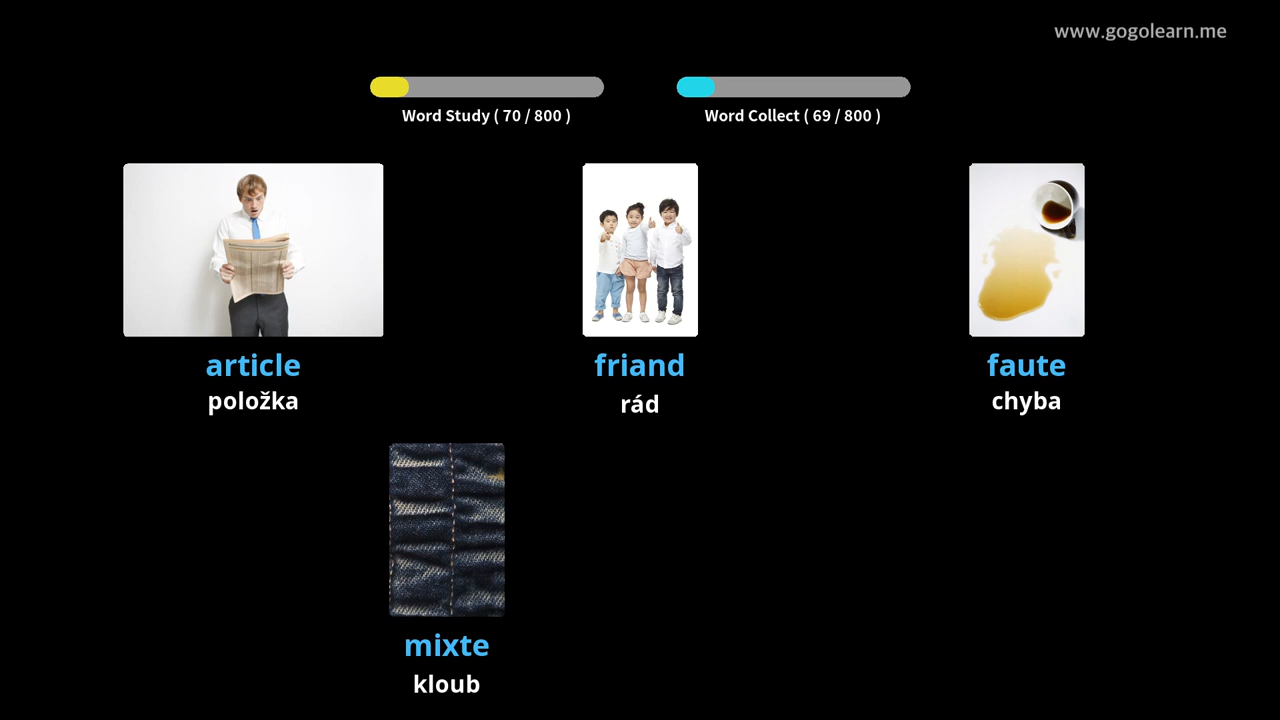 www.gogolearn.me
Word Study ( 70 / 800 )
Word Collect ( 69 / 800 )
article
položka
friand
rád
faute
chyba
mixte
kloub